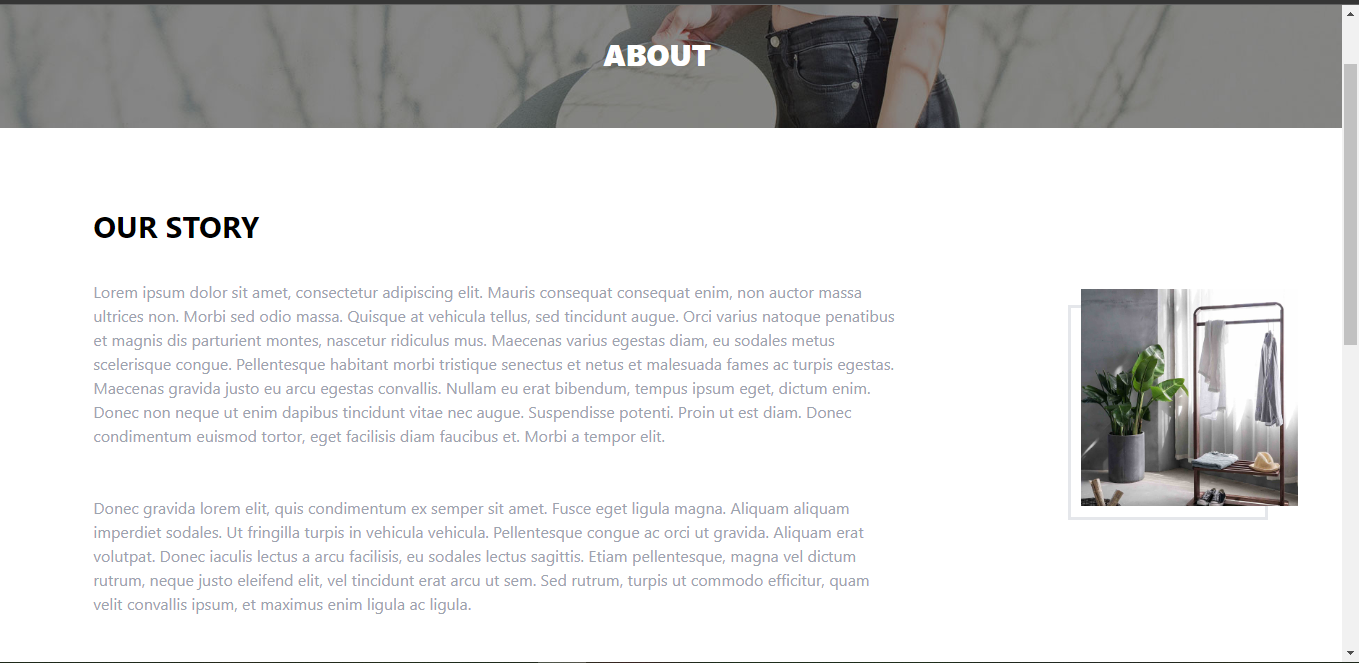 ABOUT
OUR STORY
Lorem ipsum dolor sit amet, consectetur adipiscing elit. Mauris consequat consequat enim, non auctor massa
ultrices non. Morbi sed odio massa. Quisque at vehicula tellus, sed tincidunt augue. Orci varius natoque penatibus
et magnis dis parturient montes, nascetur ridiculus mus. Maecenas varius egestas diam, eu sodales metus
scelerisque congue. Pellentesque habitant morbi tristique senectus et netus et malesuada fames ac turpis egestas.
Maecenas gravida justo eu arcu egestas convallis. Nullam eu erat bibendum, tempus ipsum eget, dictum enim.
Donec non neque ut enim dapibus tincidunt vitae nec augue. Suspendisse potenti. Proin ut est diam. Donec
condimentum euismod tortor, eget facilisis diam faucibus et. Morbi a tempor elit.
Donec gravida lorem elit, quis condimentum ex semper sit amet. Fusce eget ligula magna. Aliquam aliquam
imperdiet sodales. Ut fringilla turpis in vehicula vehicula. Pellentesque congue ac orci ut gravida. Aliquam erat
volutpat. Donec iaculis lectus a arcu facilisis, eu sodales lectus sagittis. Etiam pellentesque, magna vel dictum
rutrum, neque justo eleifend elit, vel tincidunt erat arcu ut sem. Sed rutrum, turpis ut commodo efficitur, quam
velit convallis ipsum, et maximus enim ligula ac ligula.